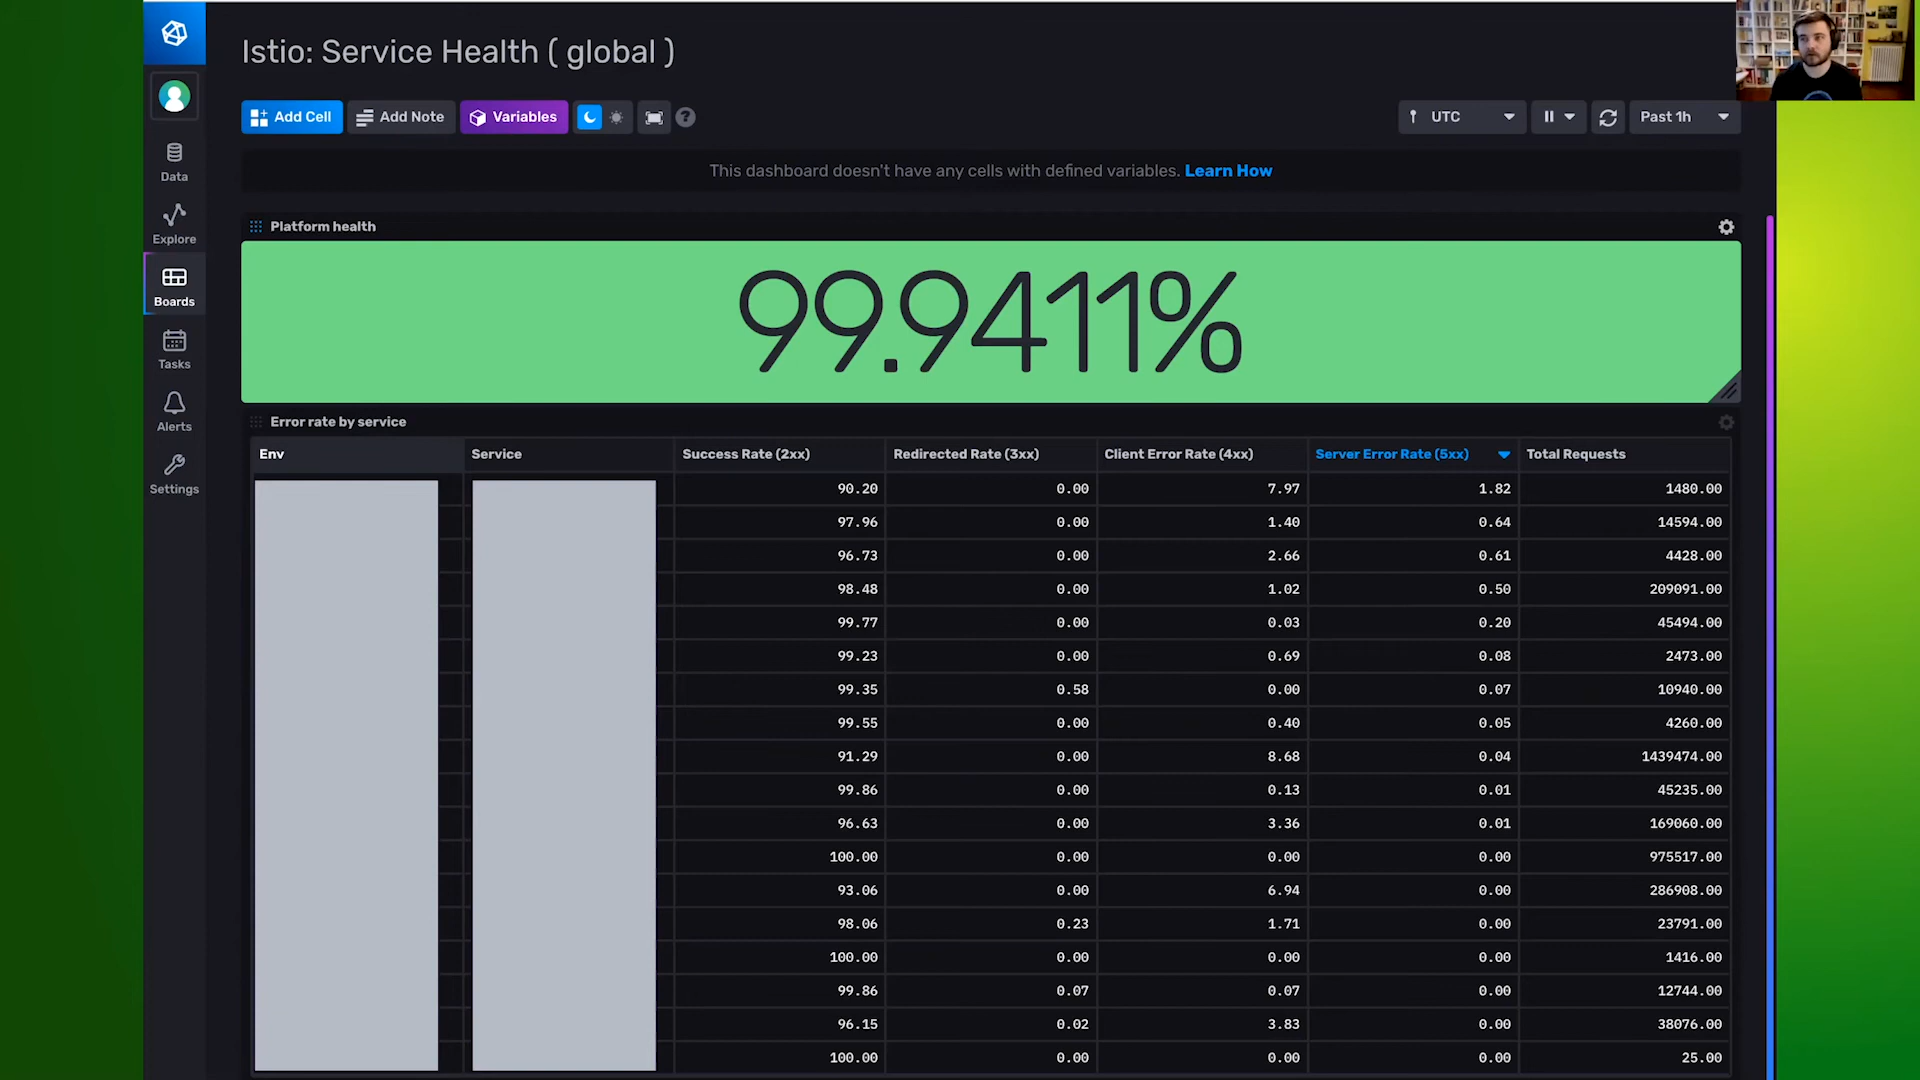 Istio: Service Health ( global )
Add Cell
Add Note
Variables
?
UTC
Past 1h
This dashboard doesn't have any cells with defined variables. Learn How
Data
Explore
Boards
Tasks
Alerts
Settings
Platform health
99.9411%
Error rate by service
Env Service Success Rate (2xx) Redirected Rate (3xx) Client Error Rate (4xx) Server Error Rate (5xx) Total Requests
90.20 0.00 7.97 1.82 1480.00
97.96 0.00 1.40 0.64 14594.00
96.73 0.00 2.66 0.61 4428.00
98.48 0.00 1.02 0.50 209091.00
99.77 0.00 0.03 0.20 45494.00
99.23 0.00 0.69 0.08 2473.00
99.35 0.58 0.00 0.07 10940.00
99.55 0.00 0.40 0.05 4260.00
91.29 0.00 8.68 0.04 1439474.00
99.86 0.00 0.13 0.01 45235.00
96.63 0.00 3.36 0.01 169060.00
100.00 0.00 0.00 0.00 975517.00
93.06 0.00 6.94 0.00 286908.00
98.06 0.23 1.71 0.00 23791.00
100.00 0.00 0.00 0.00 1416.00
99.86 0.07 0.07 0.00 12744.00
96.15 0.02 3.83 0.00 38076.00
100.00 0.00 0.00 0.00 25.00